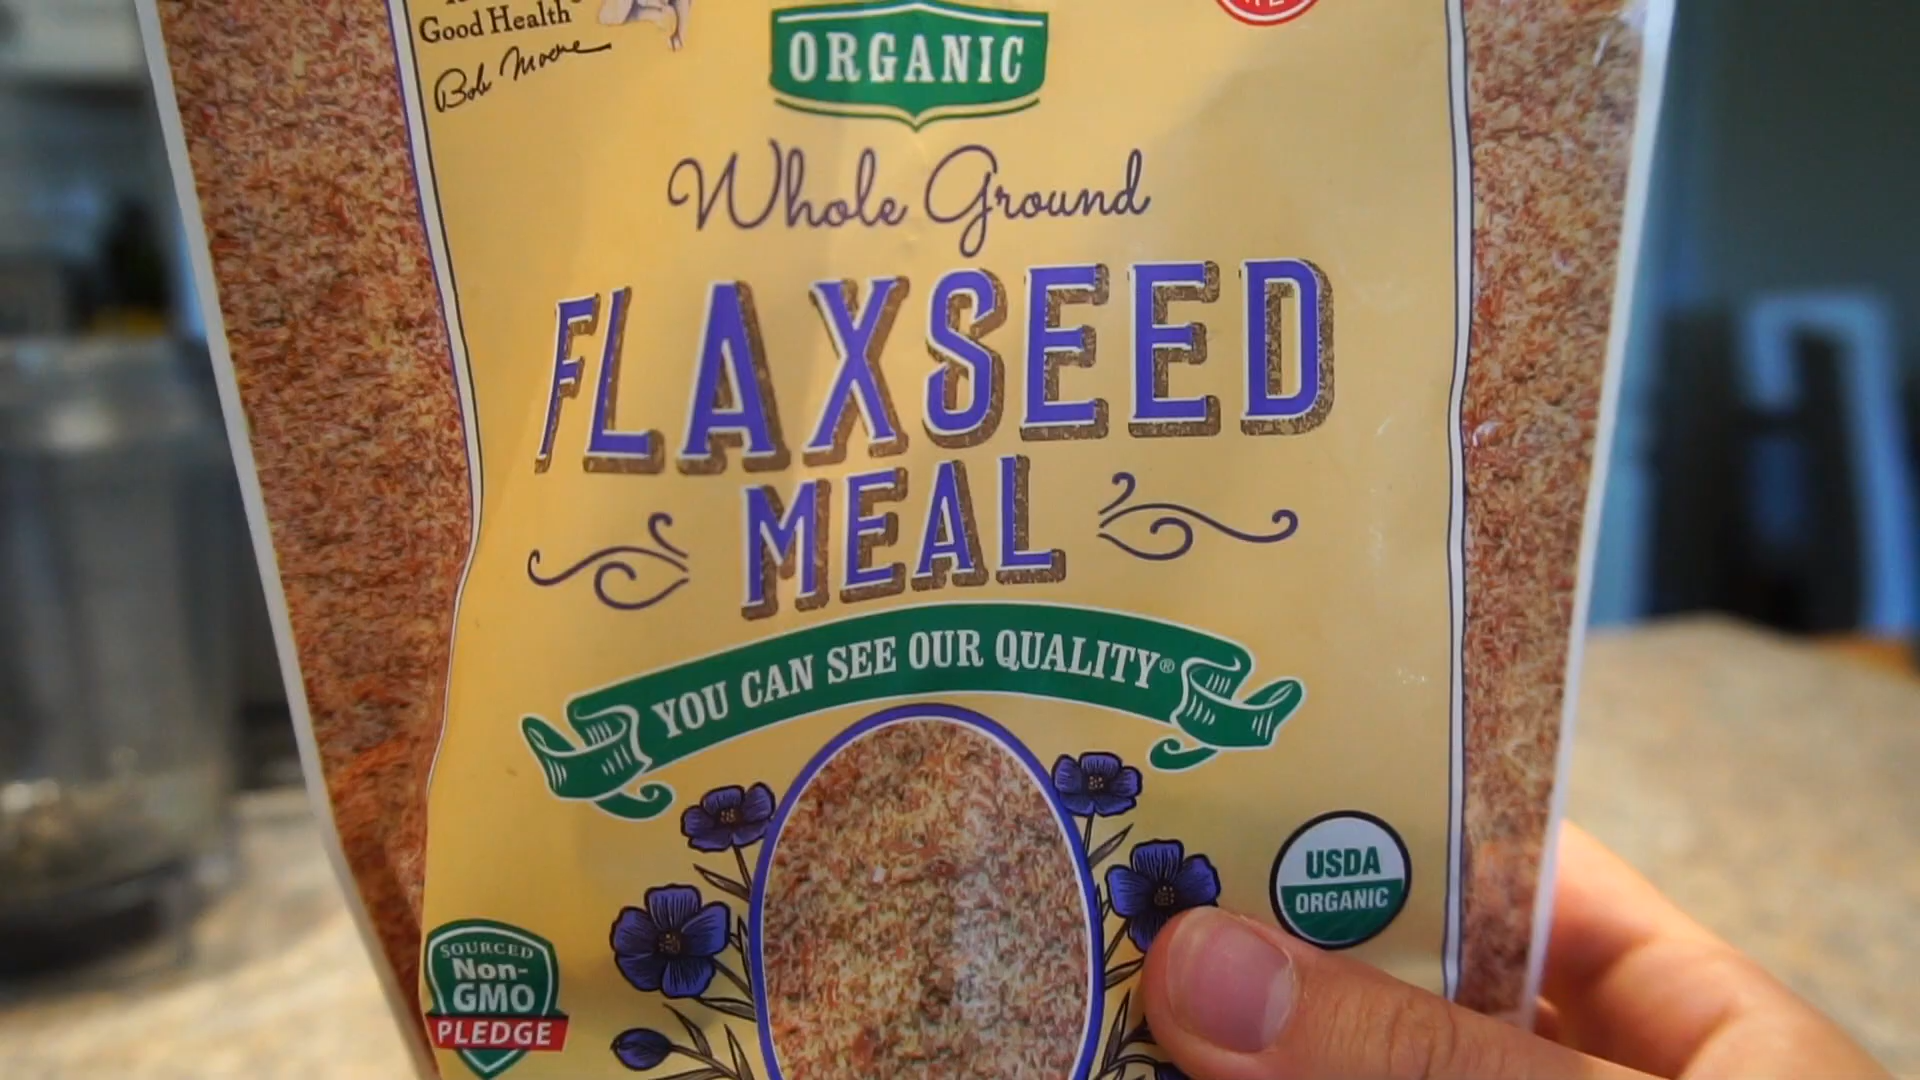 Good Health®
Bob Moore
ORGANIC
Whole Ground
FLAXSEED
MEAL
YOU CAN SEE OUR QUALITY®
USDA
ORGANIC
SOURCED
Non-
GMO
PLEDGE